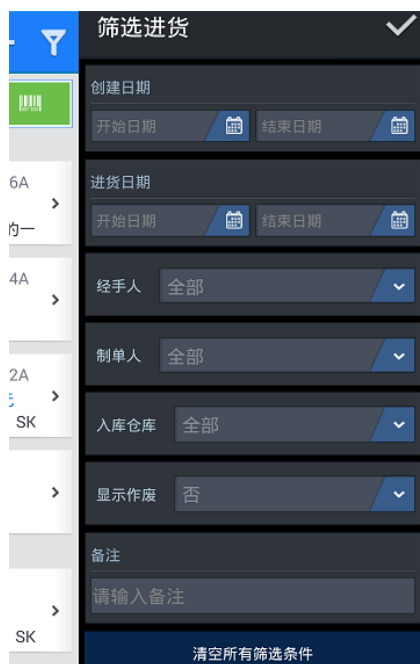 筛选进货
创建日期
开始日期 结束日期
6A
进货日期
的一
开始日期 结束日期
4A
经手人 全部
制单人 全部
2A
SK
入库仓库 全部
显示作废 否
备注
请输入备注
SK
清空所有筛选条件